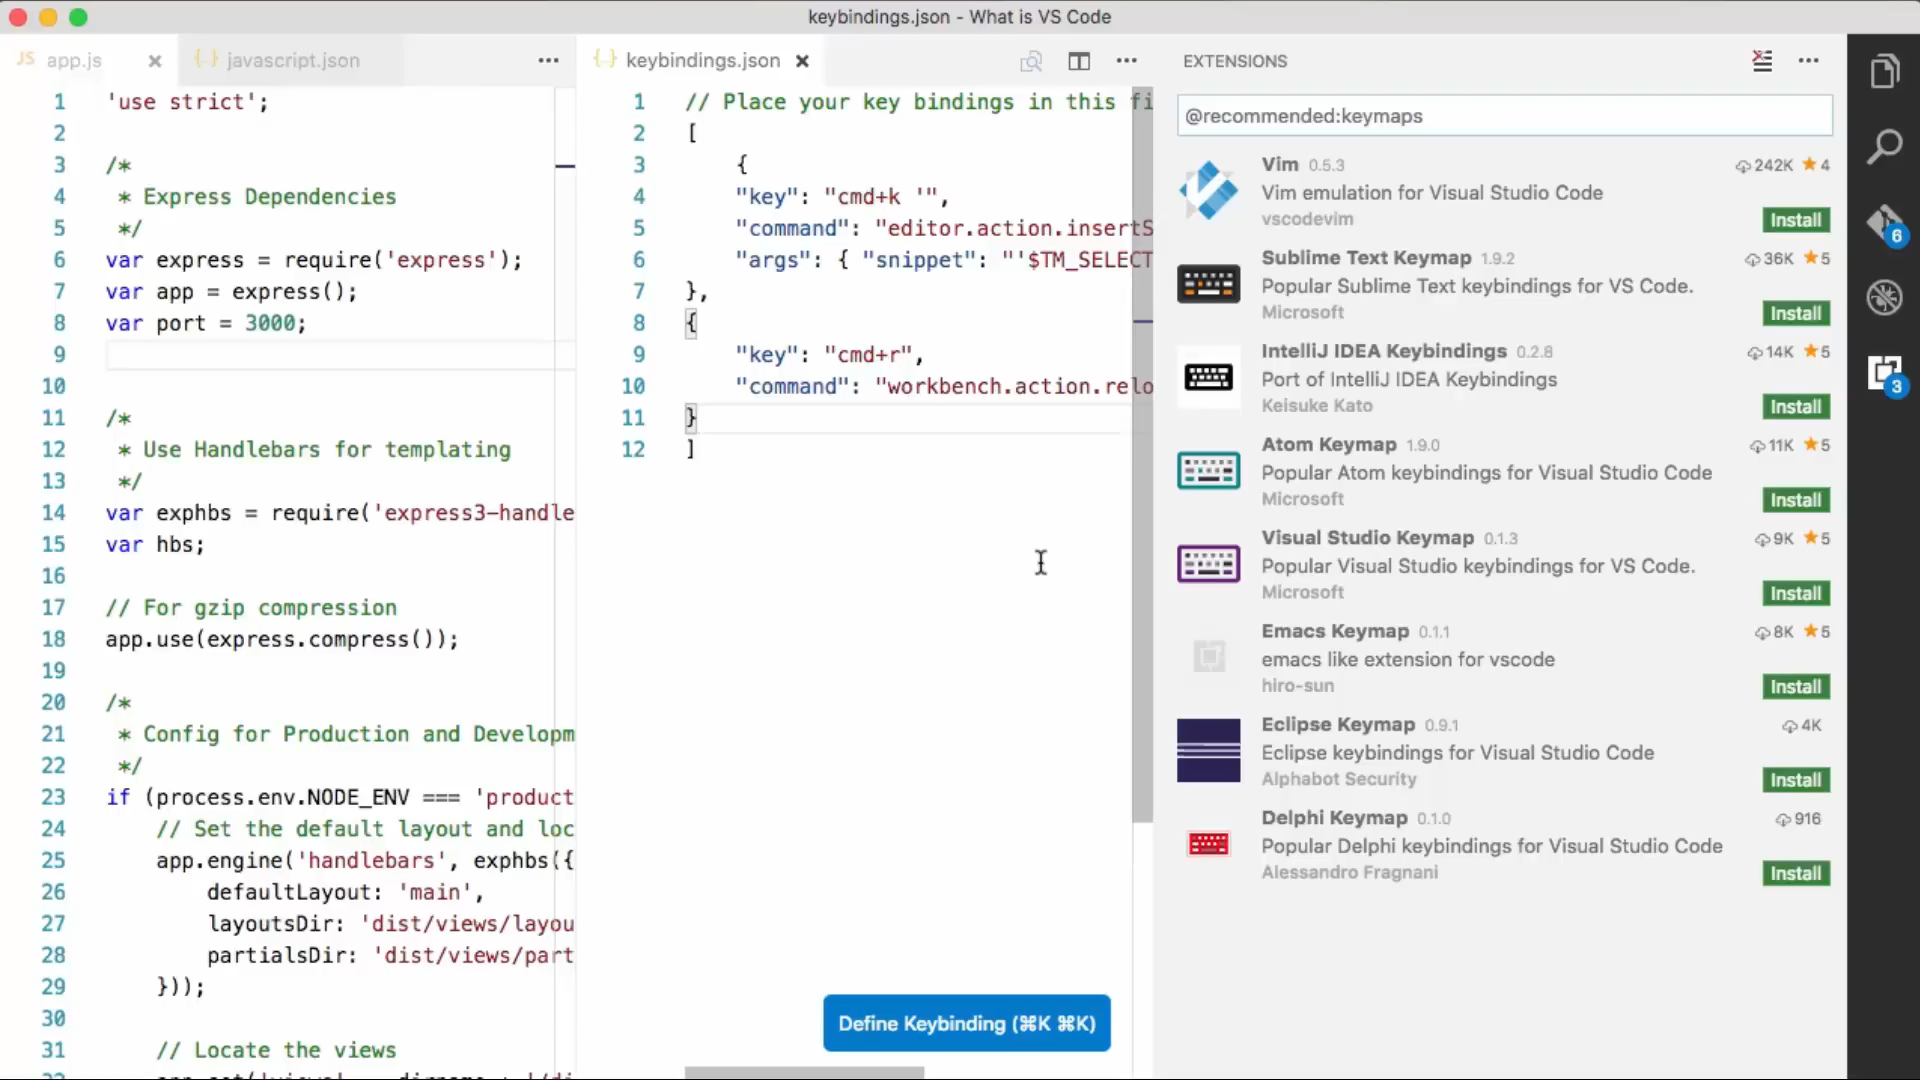 keybindings.json - What is VS Code
JS app.js
{} javascript.json
1 'use strict';
2
3 /*
4 * Express Dependencies
5 */
6 var express = require('express');
7 var app = express();
8 var port = 3000;
9
10
11 /*
12 * Use Handlebars for templating
13 */
14 var exphbs = require('express3-handle
15 var hbs;
16
17 // For gzip compression
18 app.use(express.compress());
19
20 /*
21 * Config for Production and Developm
22 */
23 if (process.env.NODE_ENV === 'product
24 // Set the default layout and loc
25 app.engine('handlebars', exphbs({
26 defaultLayout: 'main',
27 layoutsDir: 'dist/views/layou
28 partialsDir: 'dist/views/part
29 }));
30
31 // Locate the views
{} keybindings.json
1 // Place your key bindings in this fi
2 [
3 {
4 "key": "cmd+k '",
5 "command": "editor.action.insertS
6 "args": { "snippet": "'$TM_SELECT
7 },
8 {
9 "key": "cmd+r",
10 "command": "workbench.action.relo
11 }
12 ]
Define Keybinding (⌘K ⌘K)
EXTENSIONS
@recommended:keymaps
Vim 0.5.3 242K ★ 4
Vim emulation for Visual Studio Code
vscodevim
Install
Sublime Text Keymap 1.9.2 36K ★ 5
Popular Sublime Text keybindings for VS Code.
Microsoft
Install
IntelliJ IDEA Keybindings 0.2.8 14K ★ 5
Port of IntelliJ IDEA Keybindings
Keisuke Kato
Install
Atom Keymap 1.9.0 11K ★ 5
Popular Atom keybindings for Visual Studio Code
Microsoft
Install
Visual Studio Keymap 0.1.3 9K ★ 5
Popular Visual Studio keybindings for VS Code.
Microsoft
Install
Emacs Keymap 0.1.1 8K ★ 5
emacs like extension for vscode
hiro-sun
Install
Eclipse Keymap 0.9.1 4K
Eclipse keybindings for Visual Studio Code
Alphabot Security
Install
Delphi Keymap 0.1.0 916
Popular Delphi keybindings for Visual Studio Code
Alessandro Fragnani
Install
6
3